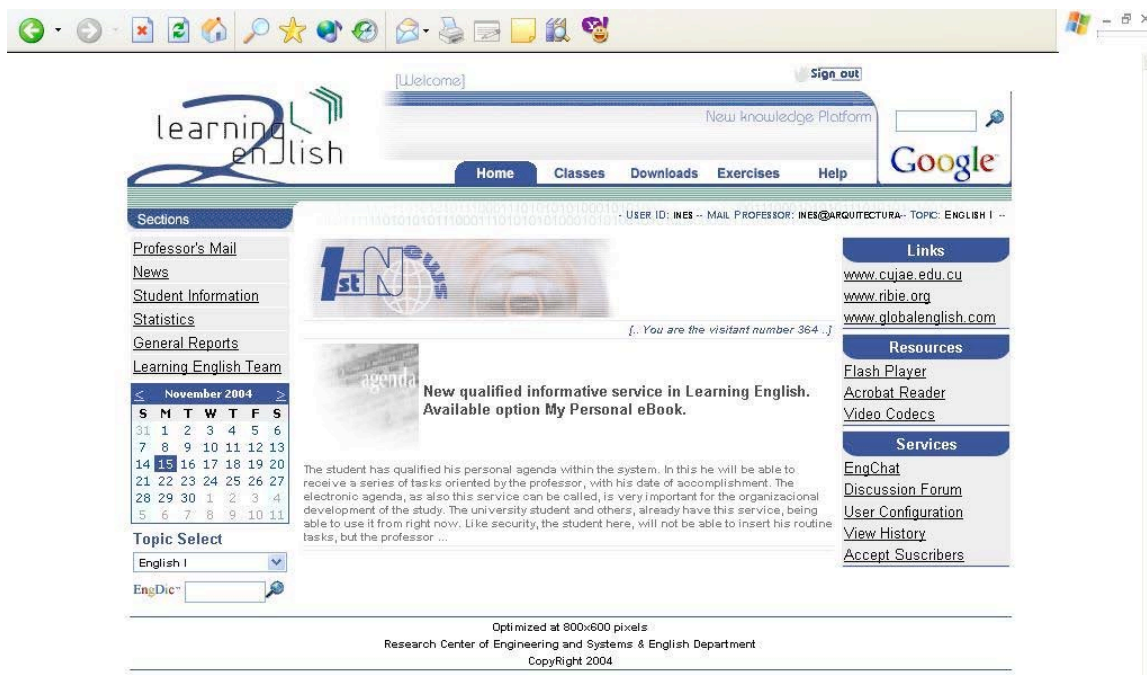 [Welcome]
Sign out
learning
english
New knowledge Platform
Google
Home Classes Downloads Exercises Help
- USER ID: INES -- MAIL PROFESSOR: INES@ARQUITECTURA-- TOPIC: ENGLISH I --
Sections
Professor's Mail
News
Student Information
Statistics
General Reports
Learning English Team
< November 2004 >
S M T W T F S
31 1 2 3 4 5 6
7 8 9 10 11 12 13
14 15 16 17 18 19 20
21 22 23 24 25 26 27
28 29 30 1 2 3 4
5 6 7 8 9 10 11
Topic Select
English I
EngDic
1st News
[.. You are the visitant number 364 ..]
agenda
New qualified informative service in Learning English.
Available option My Personal eBook.
The student has qualified his personal agenda within the system. In this he will be able to
receive a series of tasks oriented by the professor, with his date of accomplishment. The
electronic agenda, as also this service can be called, is very important for the organizacional
development of the study. The university student and others, already have this service, being
able to use it from right now. Like security, the student here, will not be able to insert his routine
tasks, but the professor ...
Links
www.cujae.edu.cu
www.ribie.org
www.globalenglish.com
Resources
Flash Player
Acrobat Reader
Video Codecs
Services
EngChat
Discussion Forum
User Configuration
View History
Accept Suscribers
Optimized at 800x600 pixels
Research Center of Engineering and Systems & English Department
CopyRight 2004